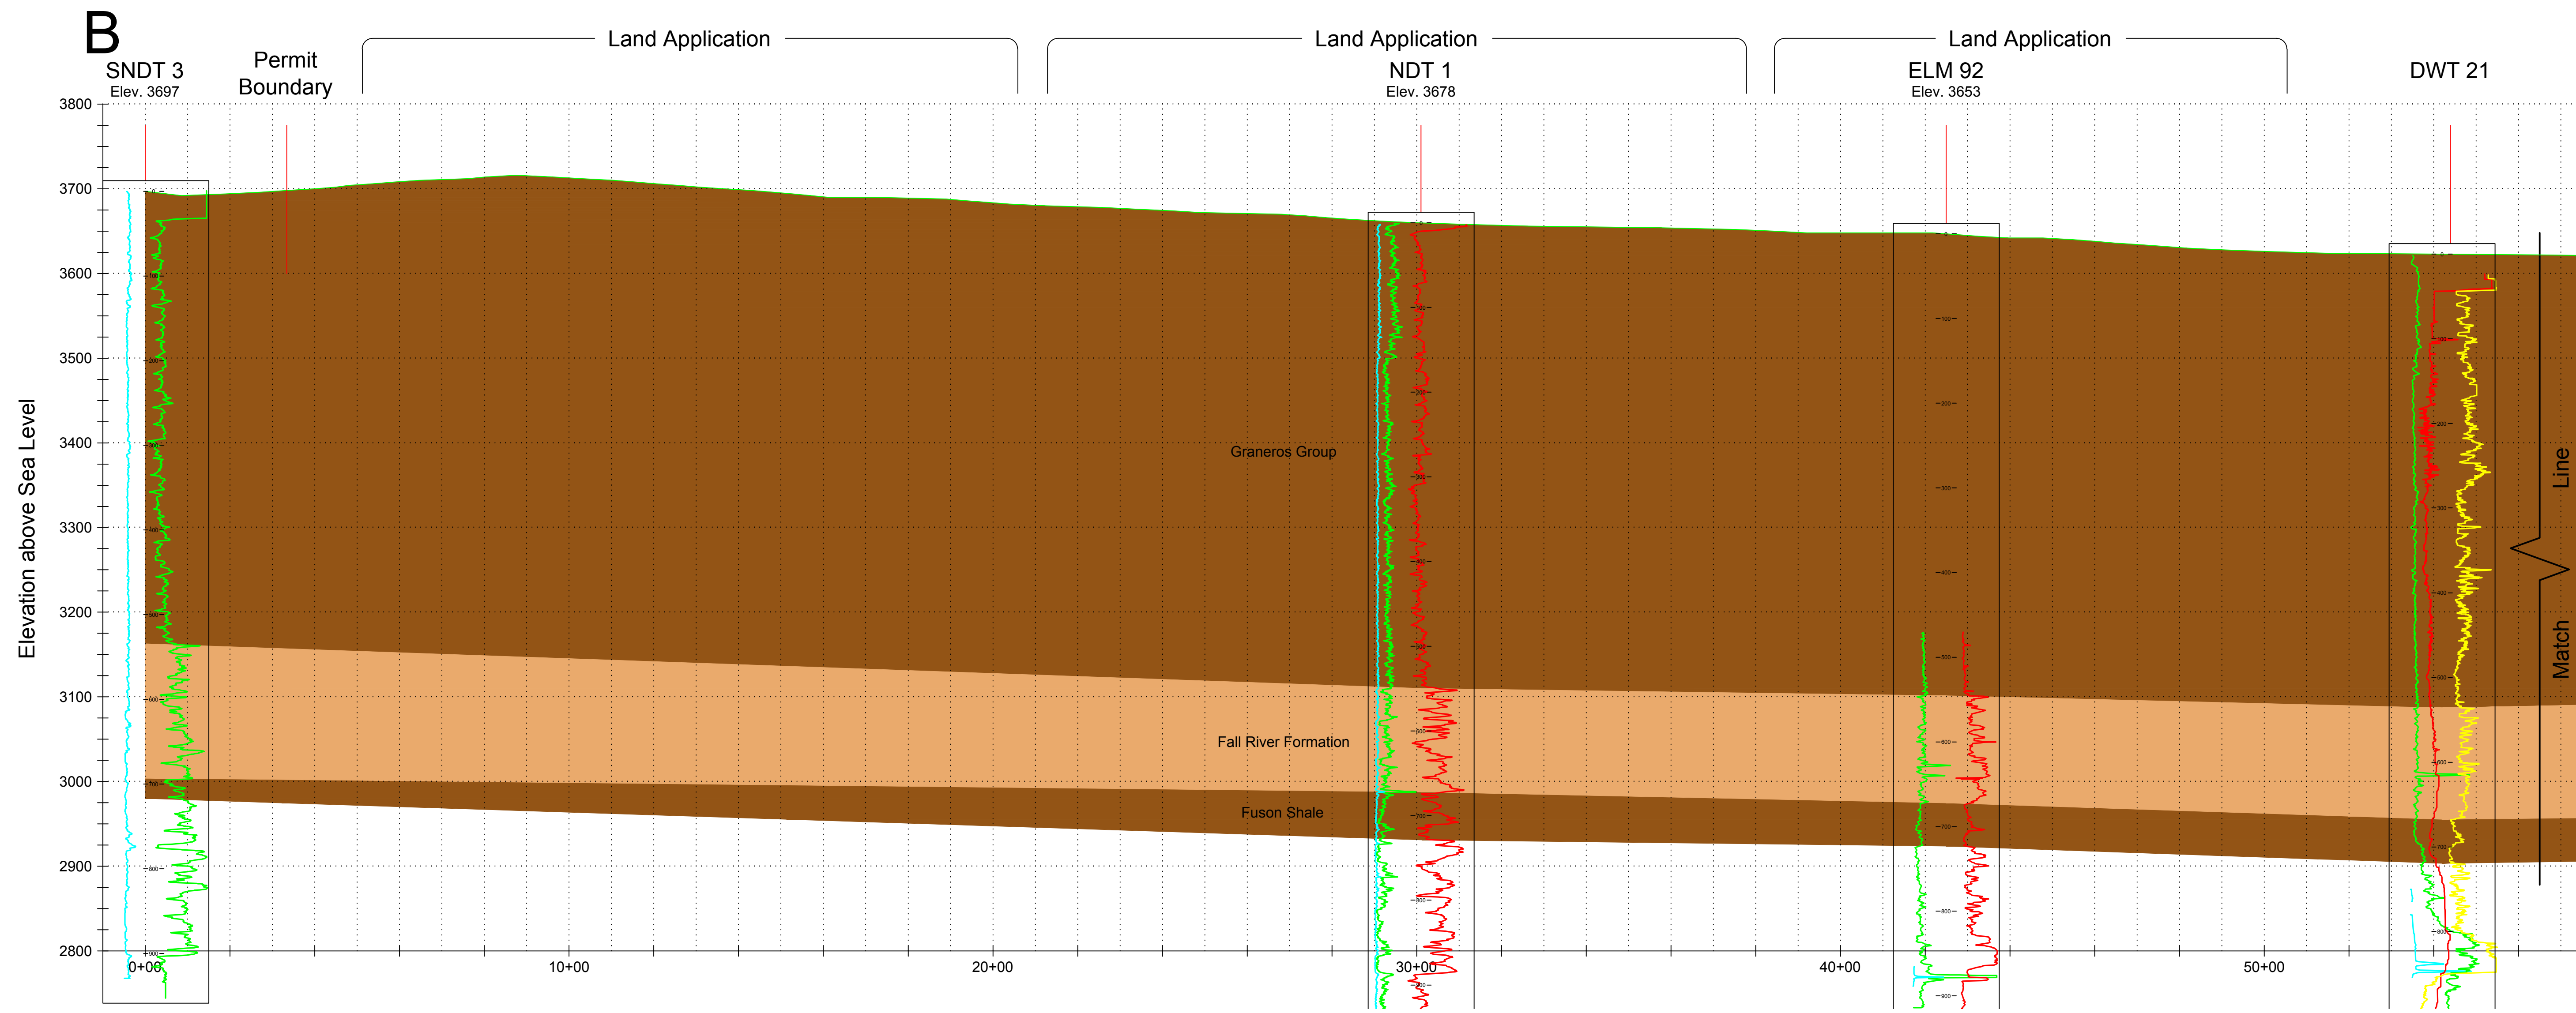 B
Land Application
Land Application
Land Application
SNDT 3
Elev. 3697
Permit
Boundary
NDT 1
Elev. 3678
ELM 92
Elev. 3653
DWT 21
Elevation above Sea Level
3800
3700
3600
3500
3400
3300
3200
3100
3000
2900
2800
Graneros Group
Fall River Formation
Fuson Shale
Line
Match
0+00
10+00
20+00
30+00
40+00
50+00